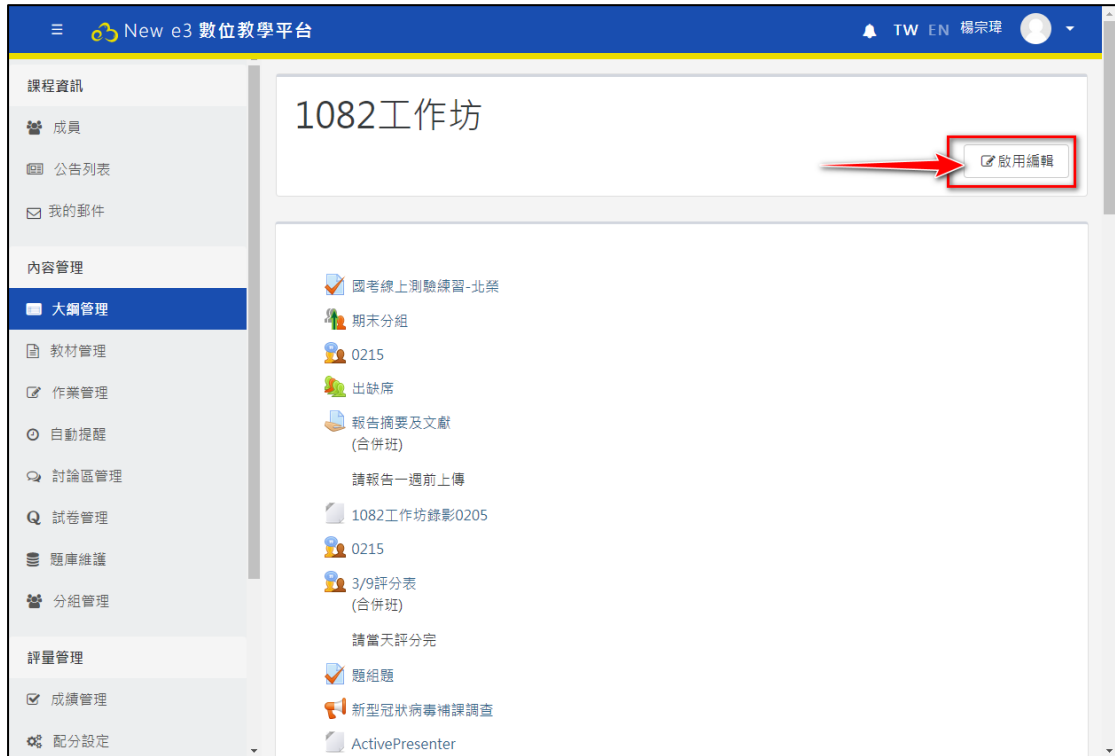 New e3 數位教學平台
TW EN 楊宗瑋
課程資訊
成員
公告列表
我的郵件
內容管理
大綱管理
教材管理
作業管理
自動提醒
討論區管理
試卷管理
題庫維護
分組管理
評量管理
成績管理
配分設定
1082工作坊
啟用編輯
國考線上測驗練習-北榮
期末分組
0215
出缺席
報告摘要及文獻
(合併班)
請報告一週前上傳
1082工作坊錄影0205
0215
3/9評分表
(合併班)
請當天評分完
題組題
新型冠狀病毒補課調查
ActivePresenter